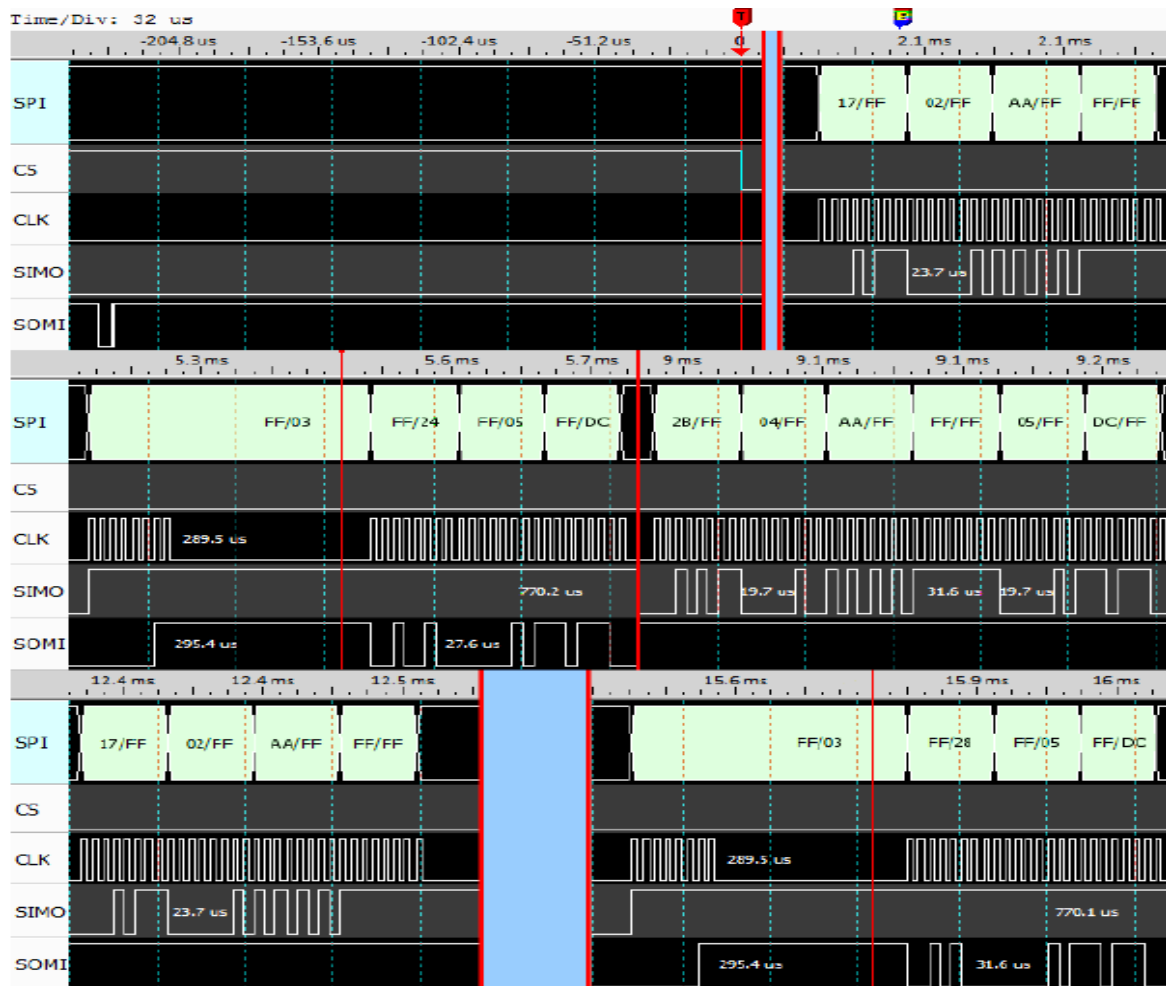 Time/Div: 32 us
T B
-204.8 us -153.6 us -102.4 us -51.2 us 0 2.1 ms 2.1 ms
SPI 17/FF 02/FF AA/FF FF/FF
CS
CLK
SIMO 23.7 us
SOMI
5.3 ms 5.6 ms 5.7 ms 9 ms 9.1 ms 9.1 ms 9.2 ms
SPI FF/03 FF/24 FF/05 FF/DC 2B/FF 04/FF AA/FF FF/FF 05/FF DC/FF
CS
CLK 289.5 us
SIMO 770.2 us 19.7 us 31.6 us 19.7 us
SOMI 295.4 us 27.6 us
12.4 ms 12.4 ms 12.5 ms 15.6 ms 15.9 ms 16 ms
SPI 17/FF 02/FF AA/FF FF/FF FF/03 FF/28 FF/05 FF/DC
CS
CLK 289.5 us
SIMO 23.7 us 770.1 us
SOMI 295.4 us 31.6 us